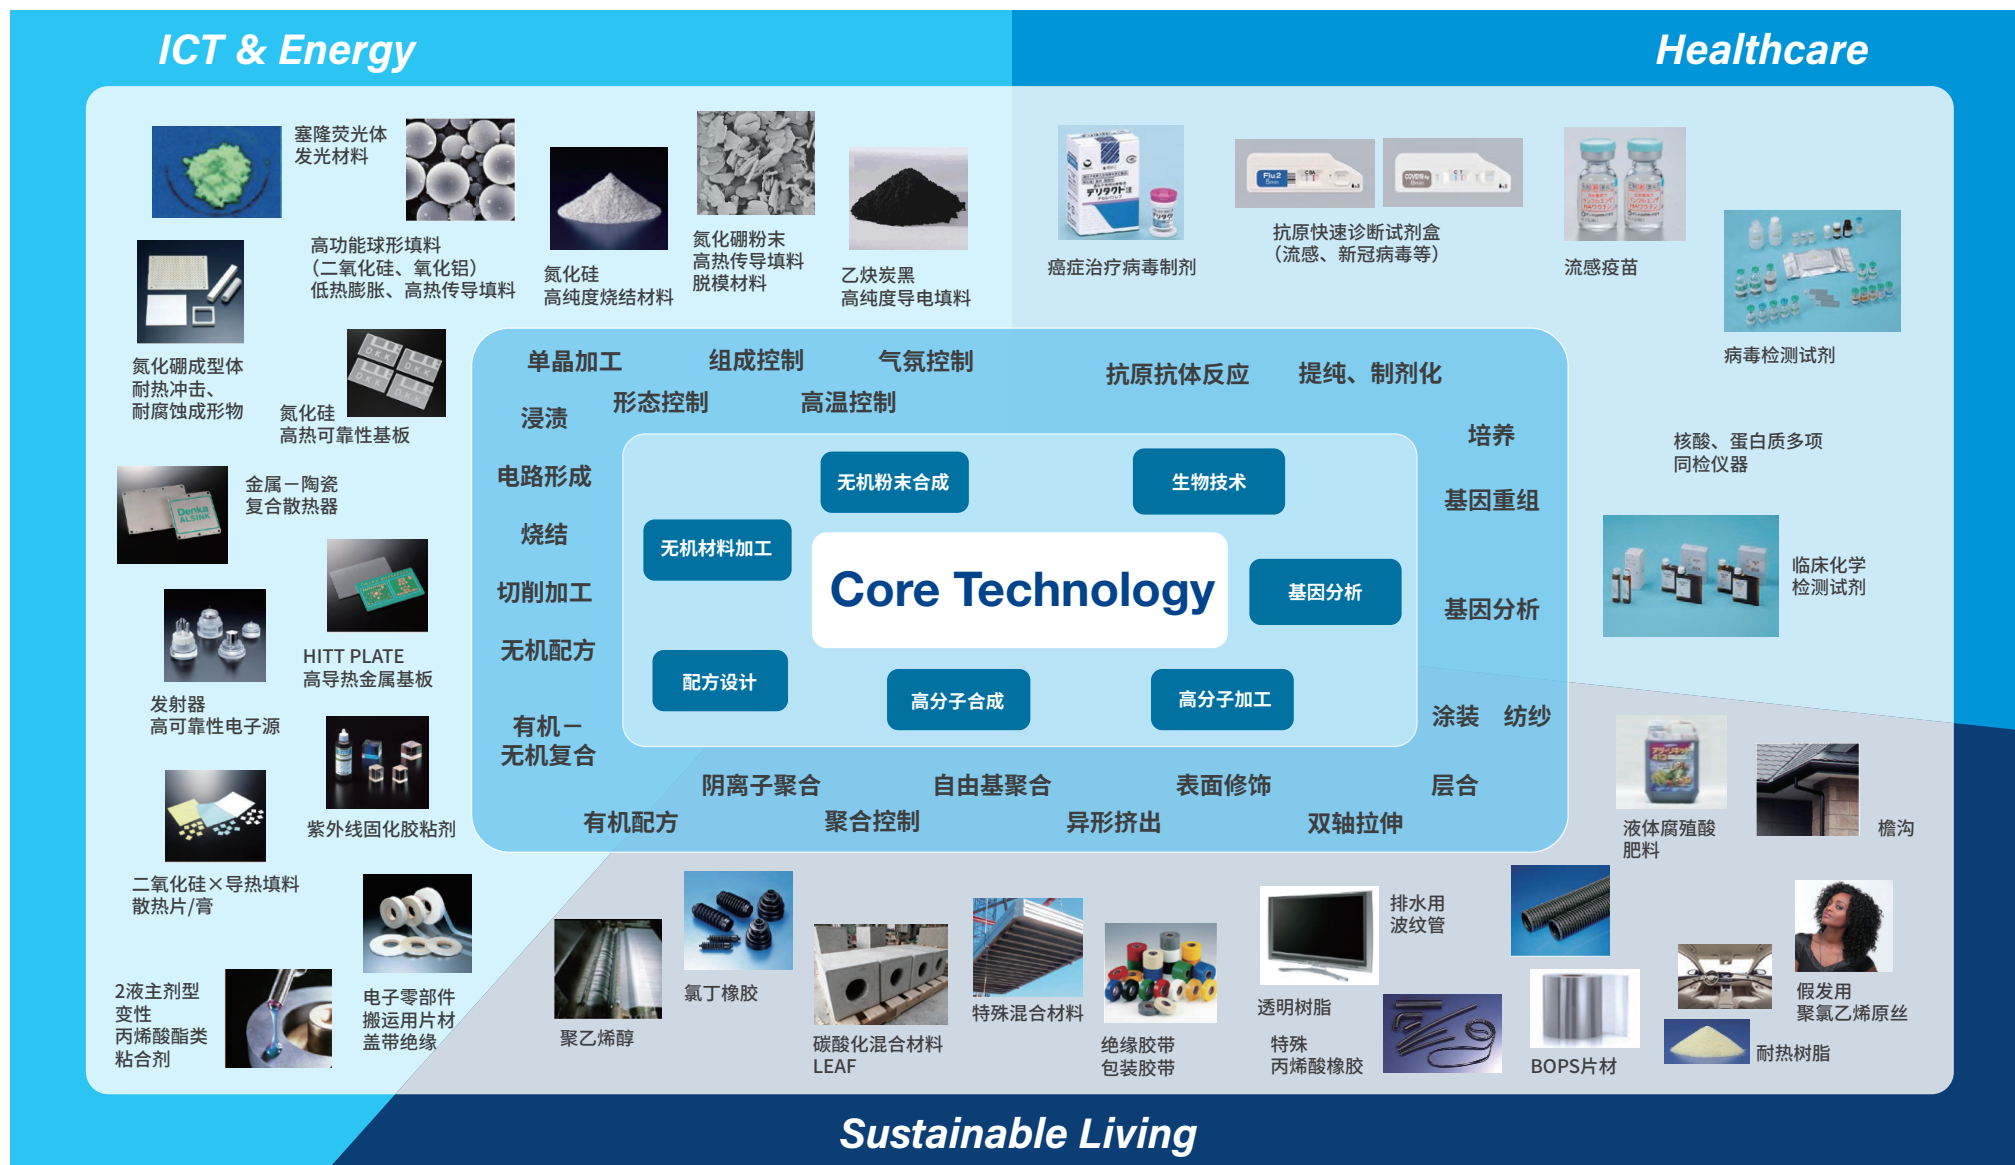 ICT & Energy
Healthcare
塞隆荧光体
发光材料
高功能球形填料
（二氧化硅、氧化铝）
低热膨胀、高热传导填料
氮化硅
高纯度烧结材料
氮化硼粉末
高热传导填料
脱模材料
乙炔炭黑
高纯度导电填料
デリタクト注
癌症治疗病毒制剂
Flu2
5min
COVID19
抗原快速诊断试剂盒
（流感、新冠病毒等）
流感疫苗
病毒检测试剂
氮化硼成型体
耐热冲击、
耐腐蚀成形物
DKK
DKK
DKK
DKK
氮化硅
高热可靠性基板
金属－陶瓷
复合散热器
Denka
ALSINK
HITT PLATE
高导热金属基板
发射器
高可靠性电子源
紫外线固化胶粘剂
二氧化硅×导热填料
散热片/膏
电子零部件
搬运用片材
盖带绝缘
2液主剂型
变性
丙烯酸酯类
粘合剂
单晶加工
组成控制
气氛控制
形态控制
高温控制
浸渍
电路形成
烧结
切削加工
无机配方
有机－
无机复合
抗原抗体反应
提纯、制剂化
培养
基因重组
基因分析
涂装
纺纱
层合
阴离子聚合
自由基聚合
表面修饰
有机配方
聚合控制
异形挤出
双轴拉伸
无机粉末合成
生物技术
无机材料加工
Core Technology
基因分析
配方设计
高分子合成
高分子加工
核酸、蛋白质多项
同检仪器
临床化学
检测试剂
液体腐殖酸
肥料
檐沟
聚乙烯醇
氯丁橡胶
碳酸化混合材料
LEAF
特殊混合材料
绝缘胶带
包装胶带
透明树脂
特殊
丙烯酸橡胶
排水用
波纹管
BOPS片材
假发用
聚氯乙烯原丝
耐热树脂
Sustainable Living